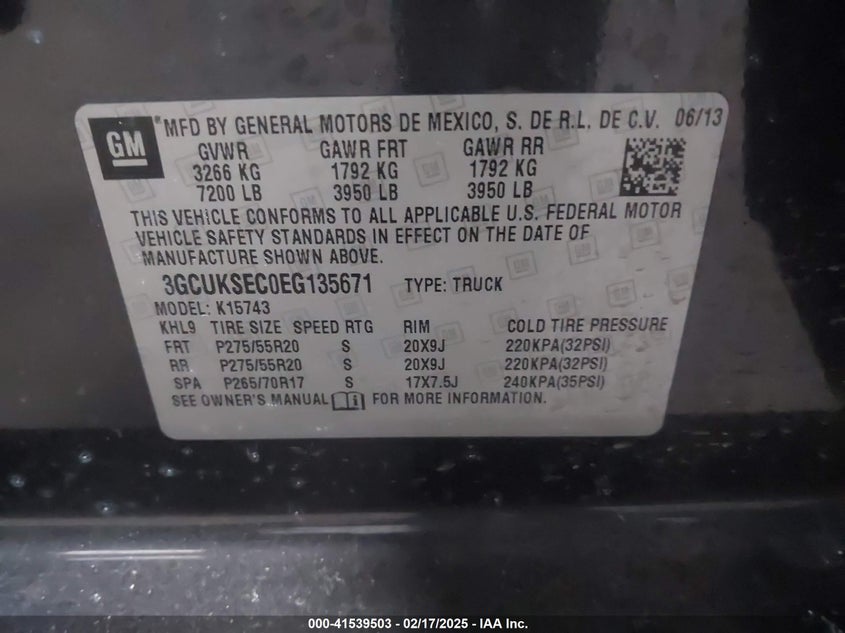 GM *MFD BY GENERAL MOTORS DE MEXICO, S. DE R.L. DE C.V. 06/13
GVWR GAWR FRT GAWR RR
3266 KG 1792 KG 1792 KG
7200 LB 3950 LB 3950 LB
THIS VEHICLE CONFORMS TO ALL APPLICABLE U.S. FEDERAL MOTOR
VEHICLE SAFETY STANDARDS IN EFFECT ON THE DATE OF
MANUFACTURE SHOWN ABOVE.
3GCUKSEC0EG135671 TYPE: TRUCK
MODEL: K15743
KHL9 TIRE SIZE SPEED RTG RIM COLD TIRE PRESSURE
FRT P275/55R20 S 20X9J 220KPA(32PSI)
RR P275/55R20 S 20X9J 220KPA(32PSI)
SPA P265/70R17 S 17X7.5J 240KPA(35PSI)
SEE OWNER'S MANUAL FOR MORE INFORMATION.
000-41539503 - 02/17/2025 - IAA Inc.